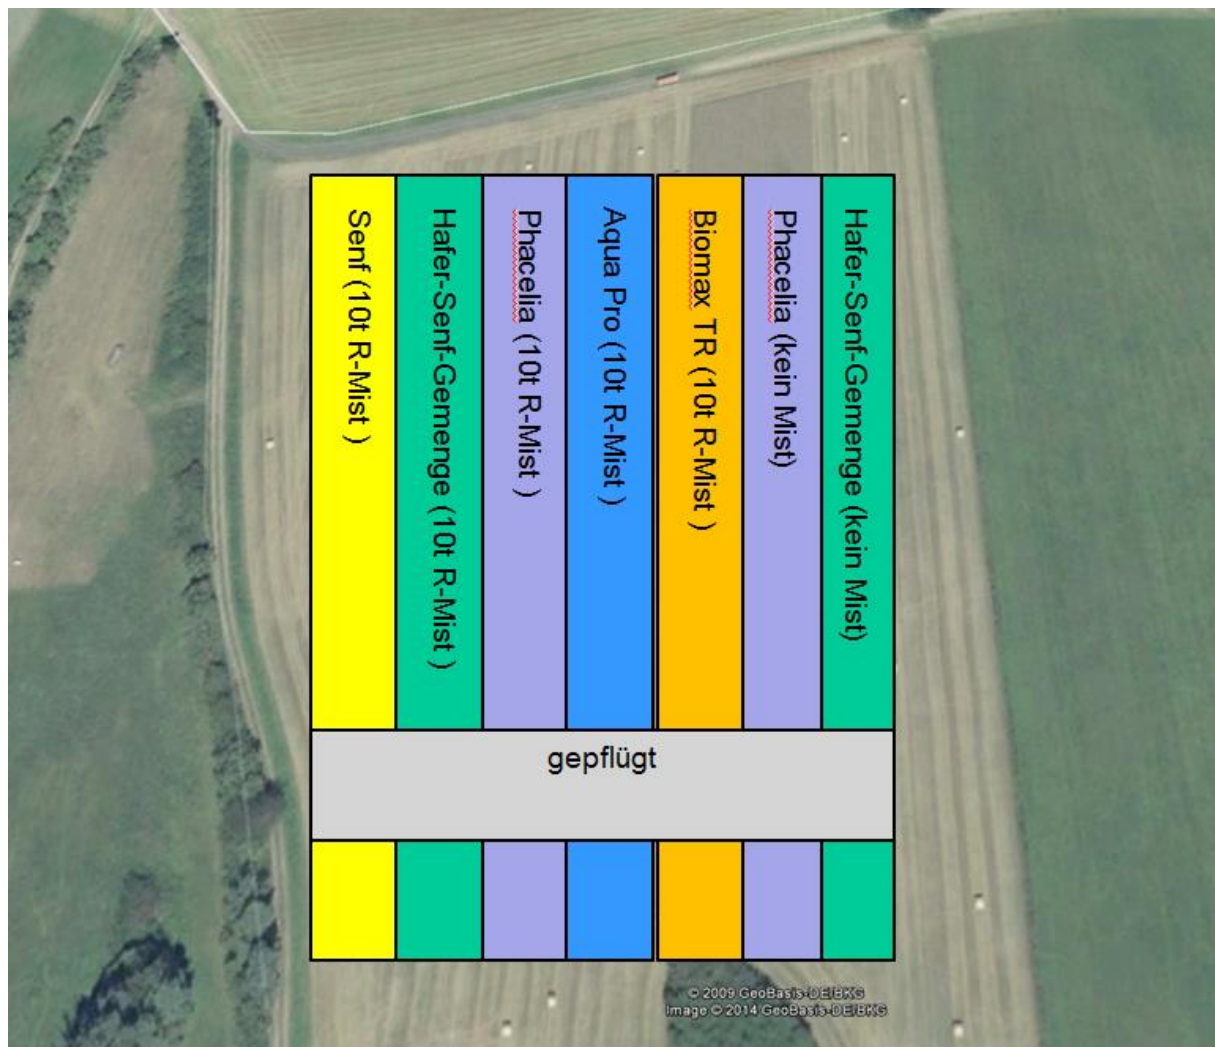 Senf (10t R-Mist )
Hafer-Senf-Gemenge (10t R-Mist )
Phacelia (10t R-Mist )
Aqua Pro (10t R-Mist )
Biomax TR (10t R-Mist )
Phacelia (kein Mist)
Hafer-Senf-Gemenge (kein Mist)
gepflügt
© 2009 GeoBasis-DE/BKG
Image © 2014 GeoBasis-DE/BKG